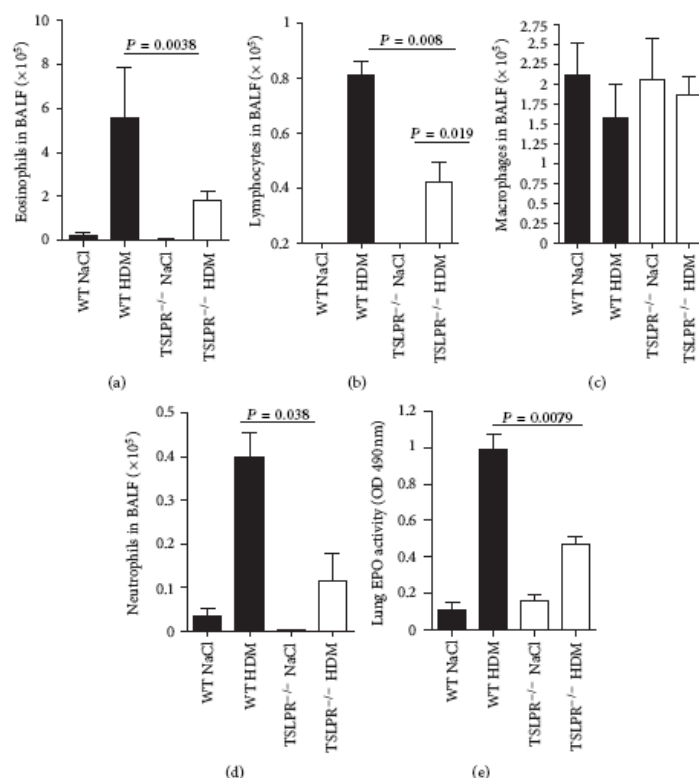 Eosinophils in BALF (×10⁵)
10
8
6
4
2
0
P = 0.0038
WT NaCl
WT HDM
TSLPR⁻/⁻ NaCl
TSLPR⁻/⁻ HDM
(a)
Lymphocytes in BALF (×10⁵)
1
0.8
0.6
0.4
0.2
P = 0.008
P = 0.019
WT NaCl
WT HDM
TSLPR⁻/⁻ NaCl
TSLPR⁻/⁻ HDM
(b)
Macrophages in BALF (×10⁵)
2.75
2.5
2.25
2
1.75
1.5
1.25
1
0.75
0.5
0.25
0
WT NaCl
WT HDM
TSLPR⁻/⁻ NaCl
TSLPR⁻/⁻ HDM
(c)
Neutrophils in BALF (×10⁵)
0.5
0.4
0.3
0.2
0.1
0
P = 0.038
WT NaCl
WT HDM
TSLPR⁻/⁻ NaCl
TSLPR⁻/⁻ HDM
(d)
Lung EPO activity (OD 490 nm)
1.2
1
0.8
0.6
0.4
0.2
0
P = 0.0079
WT NaCl
WT HDM
TSLPR⁻/⁻ NaCl
TSLPR⁻/⁻ HDM
(e)